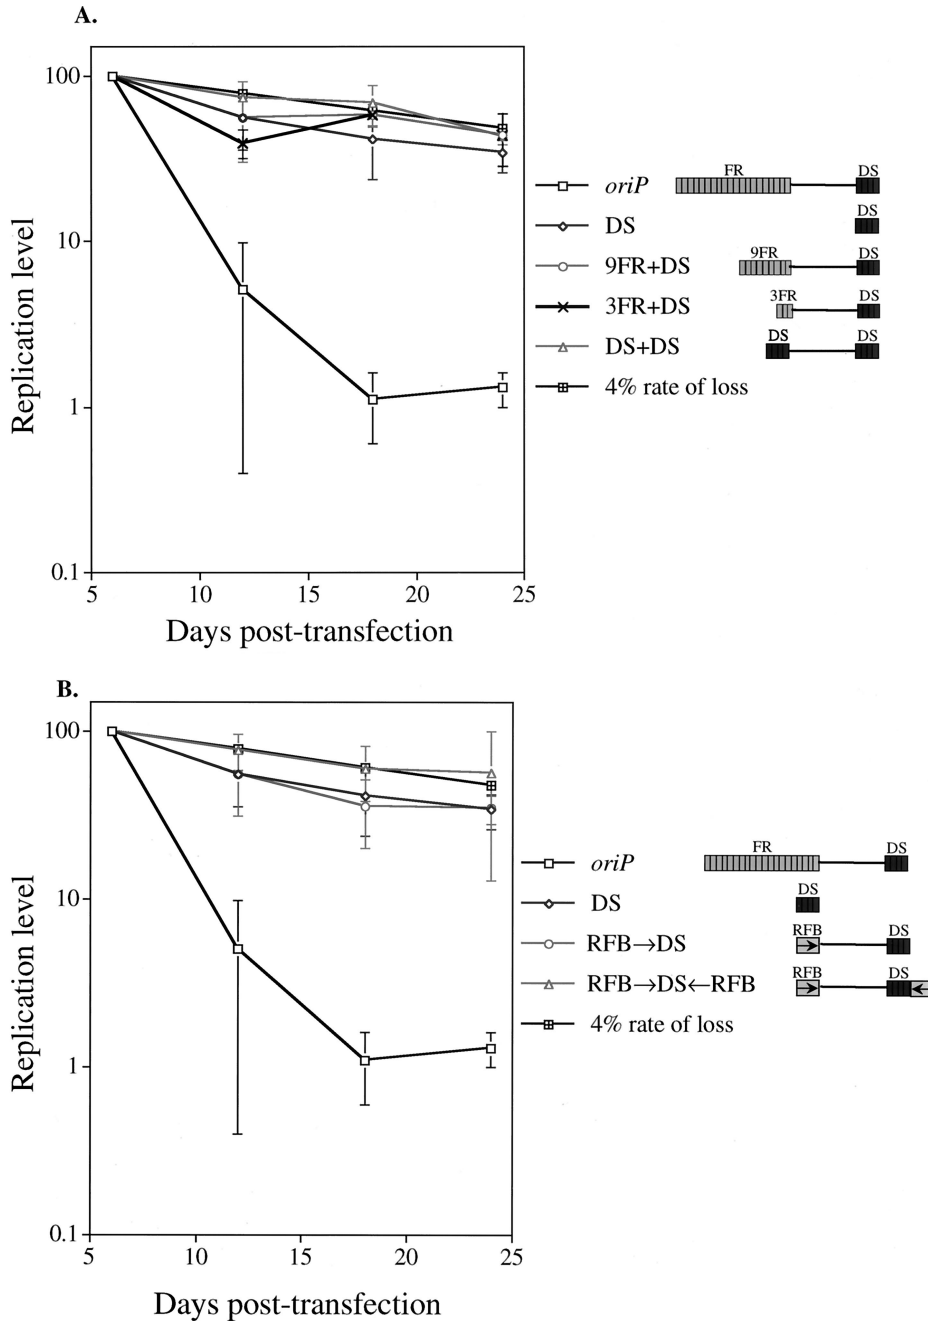 A.
Replication level
100
10
1
0.1
5
10
15
20
25
Days post-transfection
oriP
DS
9FR+DS
3FR+DS
DS+DS
4% rate of loss
FR DS
DS
9FR DS
3FR DS
DS DS
B.
Replication level
100
10
1
0.1
5
10
15
20
25
Days post-transfection
oriP
DS
RFB→DS
RFB→DS←RFB
4% rate of loss
FR DS
DS
RFB DS
RFB DS